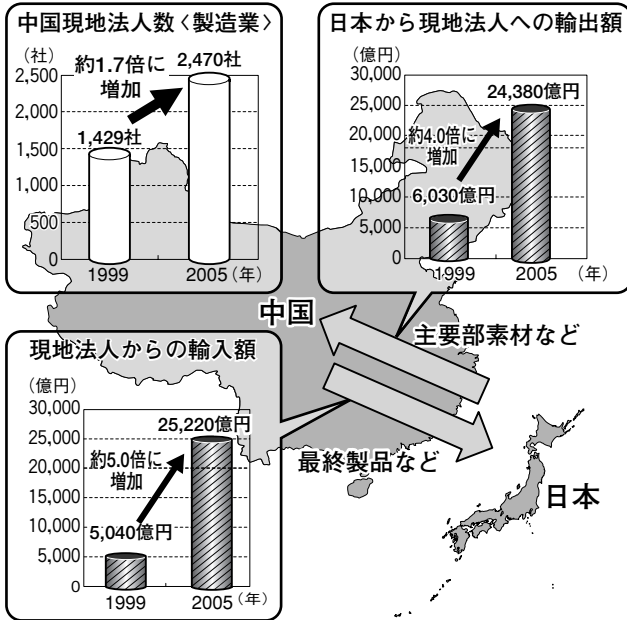 中国現地法人数〈製造業〉
（社）
2,500
2,000
1,500
1,000
500
0
約1.7倍に
増加
2,470社
1,429社
1999
2005（年）
日本から現地法人への輸出額
（億円）
30,000
25,000
20,000
15,000
10,000
5,000
0
24,380億円
約4.0倍に
増加
6,030億円
1999
2005（年）
中国
主要部素材など
現地法人からの輸入額
（億円）
30,000
25,000
20,000
15,000
10,000
5,000
0
25,220億円
約5.0倍に
増加
5,040億円
1999
2005（年）
最終製品など
日本